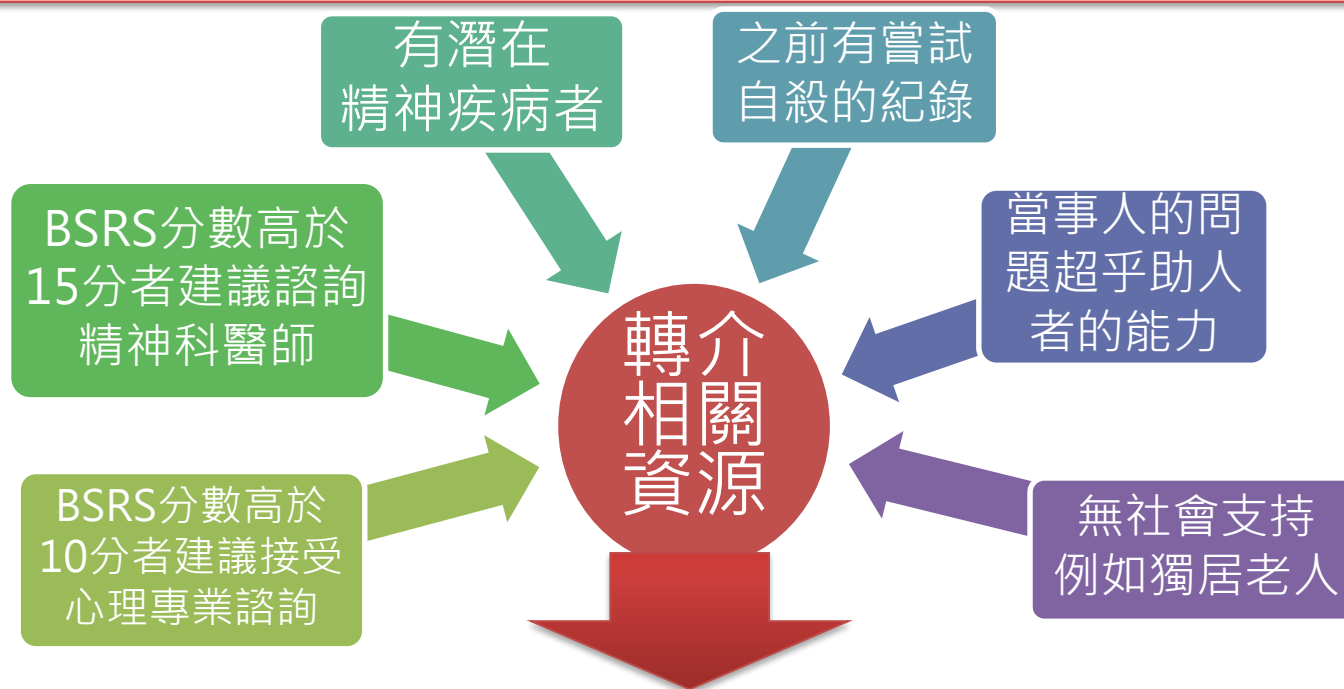 有潛在
精神疾病者
之前有嘗試
自殺的紀錄
BSRS分數高於
15分者建議諮詢
精神科醫師
當事人的問
題超乎助人
者的能力
轉介
相關
資源
BSRS分數高於
10分者建議接受
心理專業諮詢
無社會支持
例如獨居老人